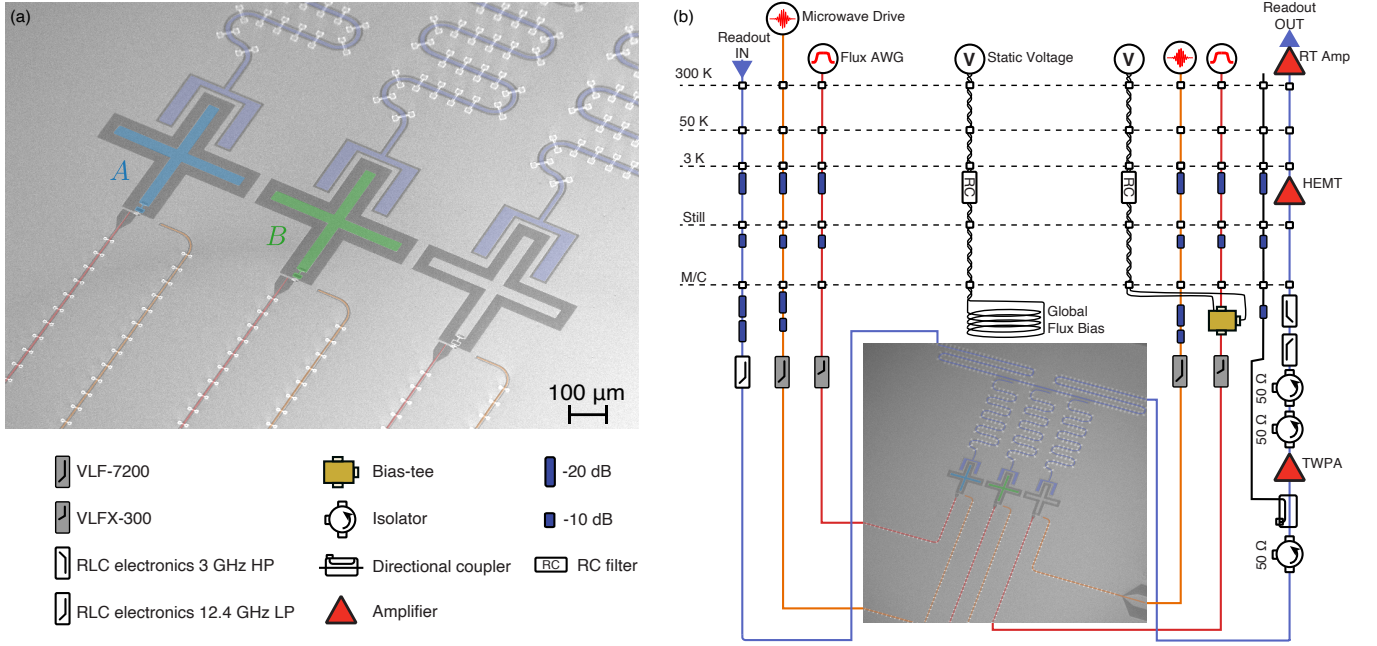 (a)
A
B
100 µm
VLF-7200
VLFX-300
RLC electronics 3 GHz HP
RLC electronics 12.4 GHz LP
Bias-tee
Isolator
Directional coupler
Amplifier
-20 dB
-10 dB
RC
RC filter
(b)
Microwave Drive
Readout
IN
Flux AWG
V
Static Voltage
V
Readout
OUT
RT Amp
300 K
50 K
3 K
RC
RC
HEMT
Still
M/C
Global
Flux Bias
50 Ω
50 Ω
TWPA
50 Ω